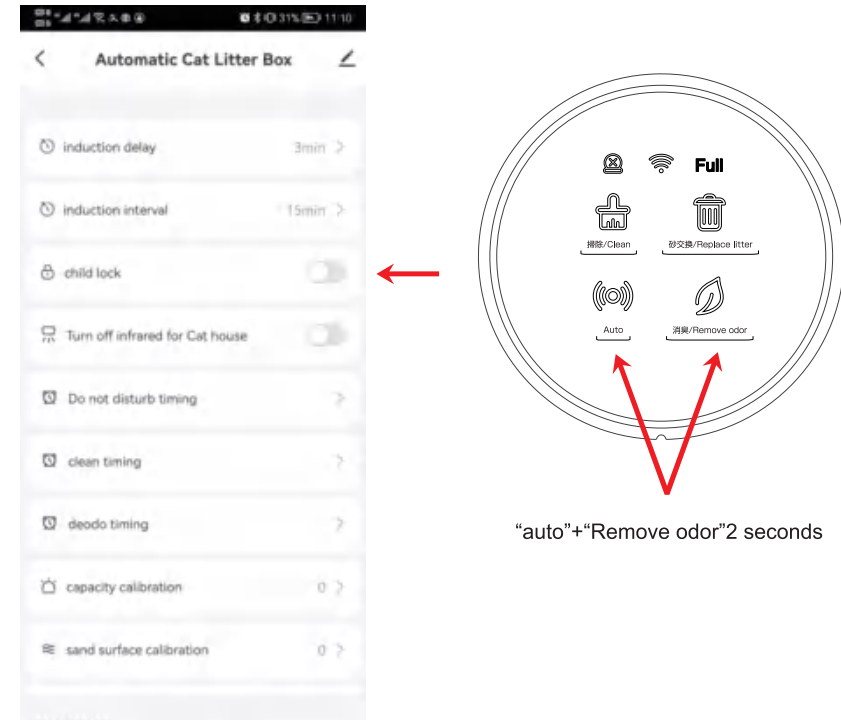 31% 11:10
Automatic Cat Litter Box
induction delay 3min
induction interval 15min
child lock
Turn off infrared for Cat house
Do not disturb timing
clean timing
deodo timing
capacity calibration 0
sand surface calibration 0
Full
掃除/Clean 砂交換/Replace litter
Auto 消臭/Remove odor
“auto”+“Remove odor”2 seconds